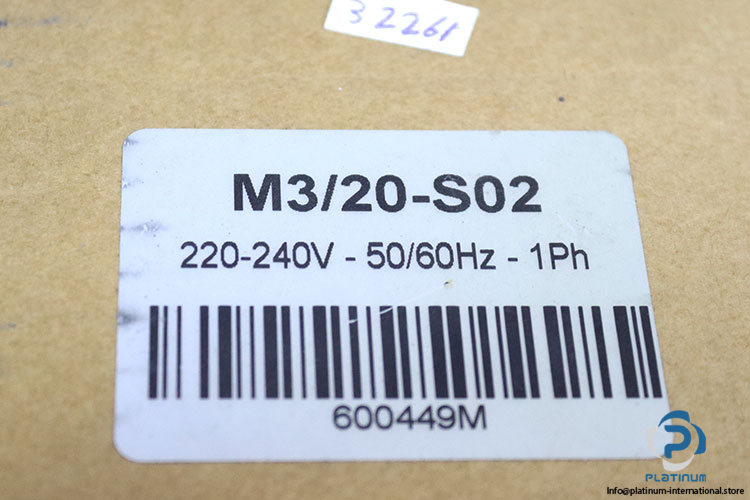 32261
M3/20-S02
220-240V - 50/60Hz - 1Ph
600449M
PLATINUM
Info@platinum-international.store